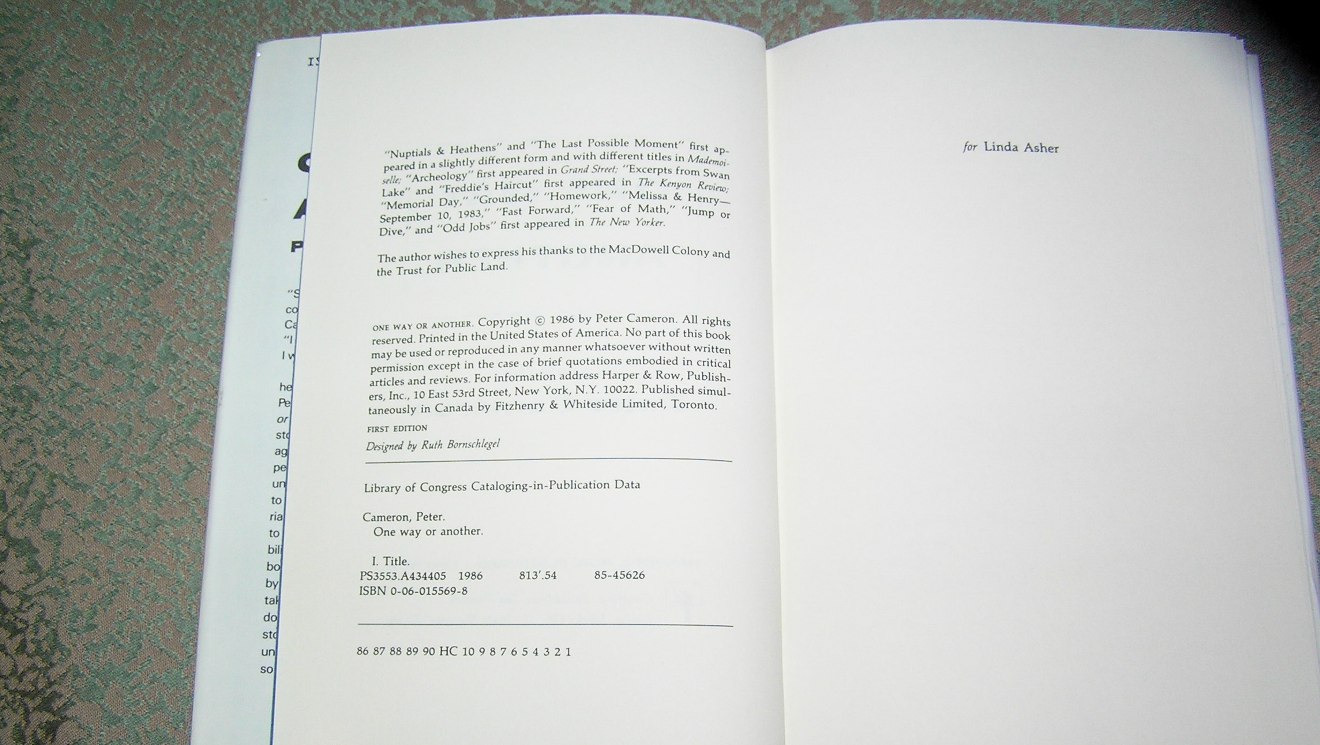 "Nuptials & Heathens" and "The Last Possible Moment" first ap-
peared in a slightly different form and with different titles in Mademoi-
selle; "Archeology" first appeared in Grand Street; "Excerpts from Swan
Lake" and "Freddie's Haircut" first appeared in The Kenyon Review;
"Memorial Day," "Grounded," "Homework," "Melissa & Henry—
September 10, 1983," "Fast Forward," "Fear of Math," "Jump or
Dive," and "Odd Jobs" first appeared in The New Yorker.
The author wishes to express his thanks to the MacDowell Colony and
the Trust for Public Land.
ONE WAY OR ANOTHER. Copyright © 1986 by Peter Cameron. All rights
reserved. Printed in the United States of America. No part of this book
may be used or reproduced in any manner whatsoever without written
permission except in the case of brief quotations embodied in critical
articles and reviews. For information address Harper & Row, Publish-
ers, Inc., 10 East 53rd Street, New York, N.Y. 10022. Published simul-
taneously in Canada by Fitzhenry & Whiteside Limited, Toronto.
FIRST EDITION
Designed by Ruth Bornschlegel
Library of Congress Cataloging-in-Publication Data
Cameron, Peter.
One way or another.
I. Title.
PS3553.A434405 1986 813'.54 85-45626
ISBN 0-06-015569-8
86 87 88 89 90 HC 10 9 8 7 6 5 4 3 2 1
for Linda Asher